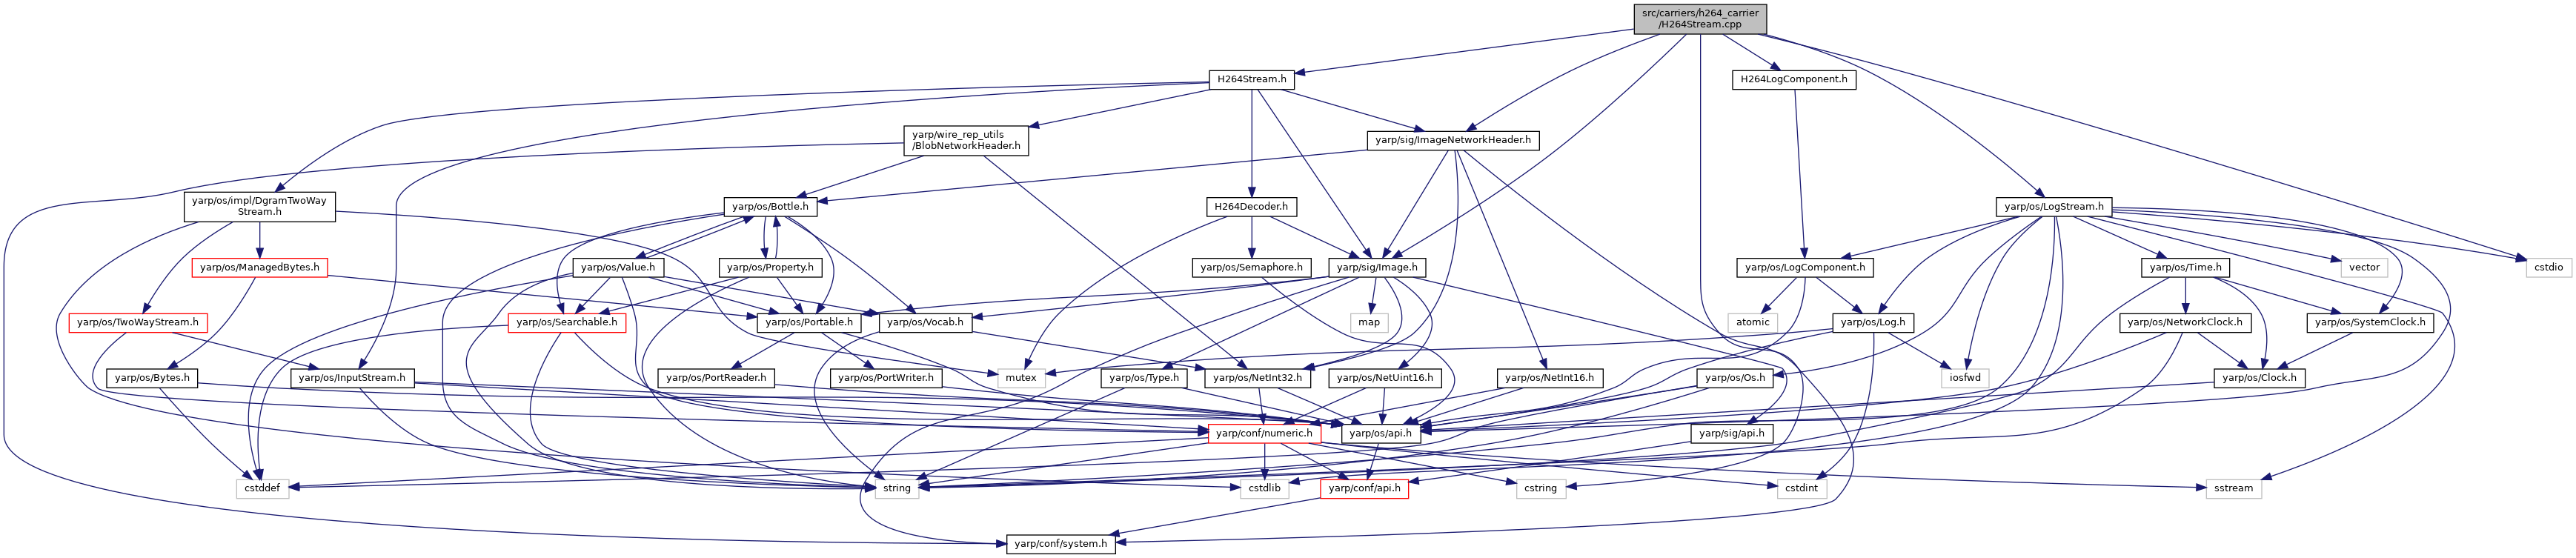 src/carriers/h264_carrier
/H264Stream.cpp
H264Stream.h
H264LogComponent.h
yarp/wire_rep_utils
/BlobNetworkHeader.h
yarp/sig/ImageNetworkHeader.h
yarp/os/impl/DgramTwoWay
Stream.h
yarp/os/Bottle.h
H264Decoder.h
yarp/os/LogStream.h
yarp/os/ManagedBytes.h
yarp/os/Value.h
yarp/os/Property.h
yarp/os/Semaphore.h
yarp/sig/Image.h
yarp/os/LogComponent.h
yarp/os/Time.h
vector
cstdio
yarp/os/TwoWayStream.h
yarp/os/Searchable.h
yarp/os/Portable.h
yarp/os/Vocab.h
map
atomic
yarp/os/Log.h
yarp/os/NetworkClock.h
yarp/os/SystemClock.h
yarp/os/Bytes.h
yarp/os/InputStream.h
yarp/os/PortReader.h
yarp/os/PortWriter.h
mutex
yarp/os/Type.h
yarp/os/NetInt32.h
yarp/os/NetUint16.h
yarp/os/NetInt16.h
yarp/os/Os.h
iosfwd
yarp/os/Clock.h
yarp/conf/numeric.h
yarp/os/api.h
yarp/sig/api.h
cstddef
string
cstdlib
yarp/conf/api.h
cstring
cstdint
sstream
yarp/conf/system.h